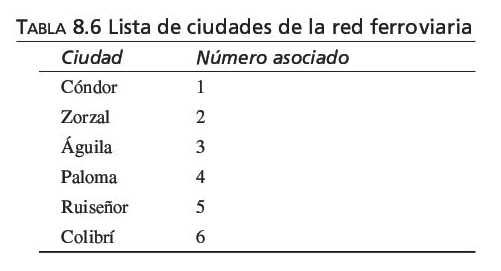 TABLA 8.6 Lista de ciudades de la red ferroviaria
Ciudad Número asociado
Cóndor 1
Zorzal 2
Águila 3
Paloma 4
Ruiseñor 5
Colibrí 6